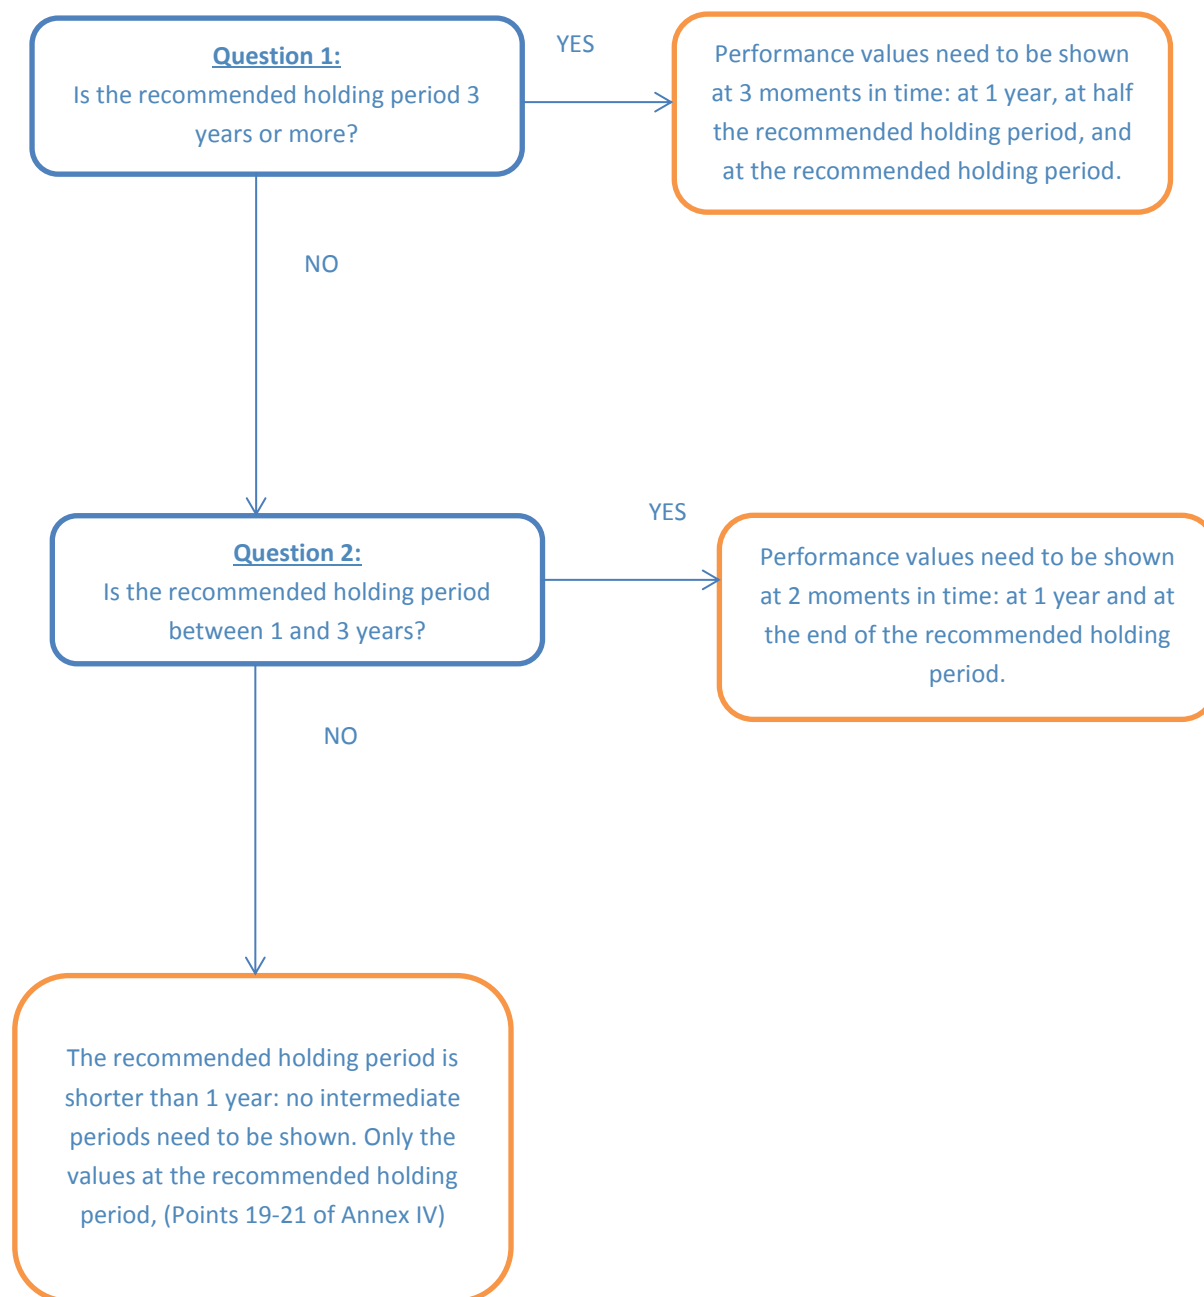 Question 1:
Is the recommended holding period 3
years or more?
YES
Performance values need to be shown
at 3 moments in time: at 1 year, at half
the recommended holding period, and
at the recommended holding period.
NO
Question 2:
Is the recommended holding period
between 1 and 3 years?
YES
Performance values need to be shown
at 2 moments in time: at 1 year and at
the end of the recommended holding
period.
NO
The recommended holding period is
shorter than 1 year: no intermediate
periods need to be shown. Only the
values at the recommended holding
period, (Points 19-21 of Annex IV)